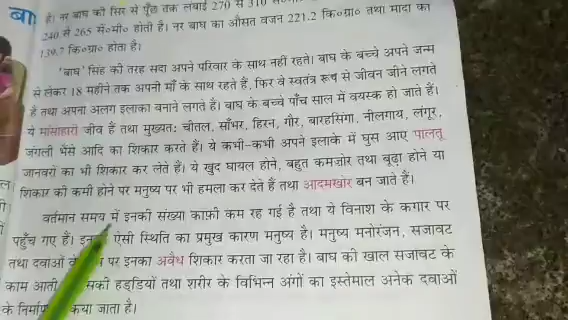 बा
है। नर बाघ की सिर से पूँछ तक लंबाई 270 से 310
240 से 265 से०मी० होती है। नर बाघ का औसत वजन 221.2 कि०ग्रा० तथा मादा का
139.7 कि०ग्रा० होता है।
'बाघ' सिंह की तरह सदा अपने परिवार के साथ नहीं रहते। बाघ के बच्चे अपने जन्म
से लेकर 18 महीने तक अपनी माँ के साथ रहते हैं, फिर वे स्वतंत्र रूप से जीवन जीने लगते
हैं तथा अपना अलग इलाका बनाने लगते हैं। बाघ के बच्चे पाँच साल में वयस्क हो जाते हैं।
ये मांसाहारी जीव हैं तथा मुख्यतः चीतल, साँभर, हिरन, गौर, बारहसिंगा, नीलगाय, लंगूर,
जंगली भैंसे आदि का शिकार करते हैं। ये कभी-कभी अपने इलाके में घुस आए पालतू
जानवरों का भी शिकार कर लेते हैं। ये खुद घायल होने, बहुत कमज़ोर तथा बूढ़ा होने या
शिकार की कमी होने पर मनुष्य पर भी हमला कर देते हैं तथा आदमखोर बन जाते हैं।
वर्तमान समय में इनकी संख्या काफ़ी कम रह गई है तथा ये विनाश के कगार पर
पहुँच गए हैं। ऐसी स्थिति का प्रमुख कारण मनुष्य है। मनुष्य मनोरंजन, सजावट
तथा दवाओं पर इनका अवैध शिकार करता जा रहा है। बाघ की खाल सजावट के
काम आती हड्डियों तथा शरीर के विभिन्न अंगों का इस्तेमाल अनेक दवाओं
के निर्माण किया जाता है।